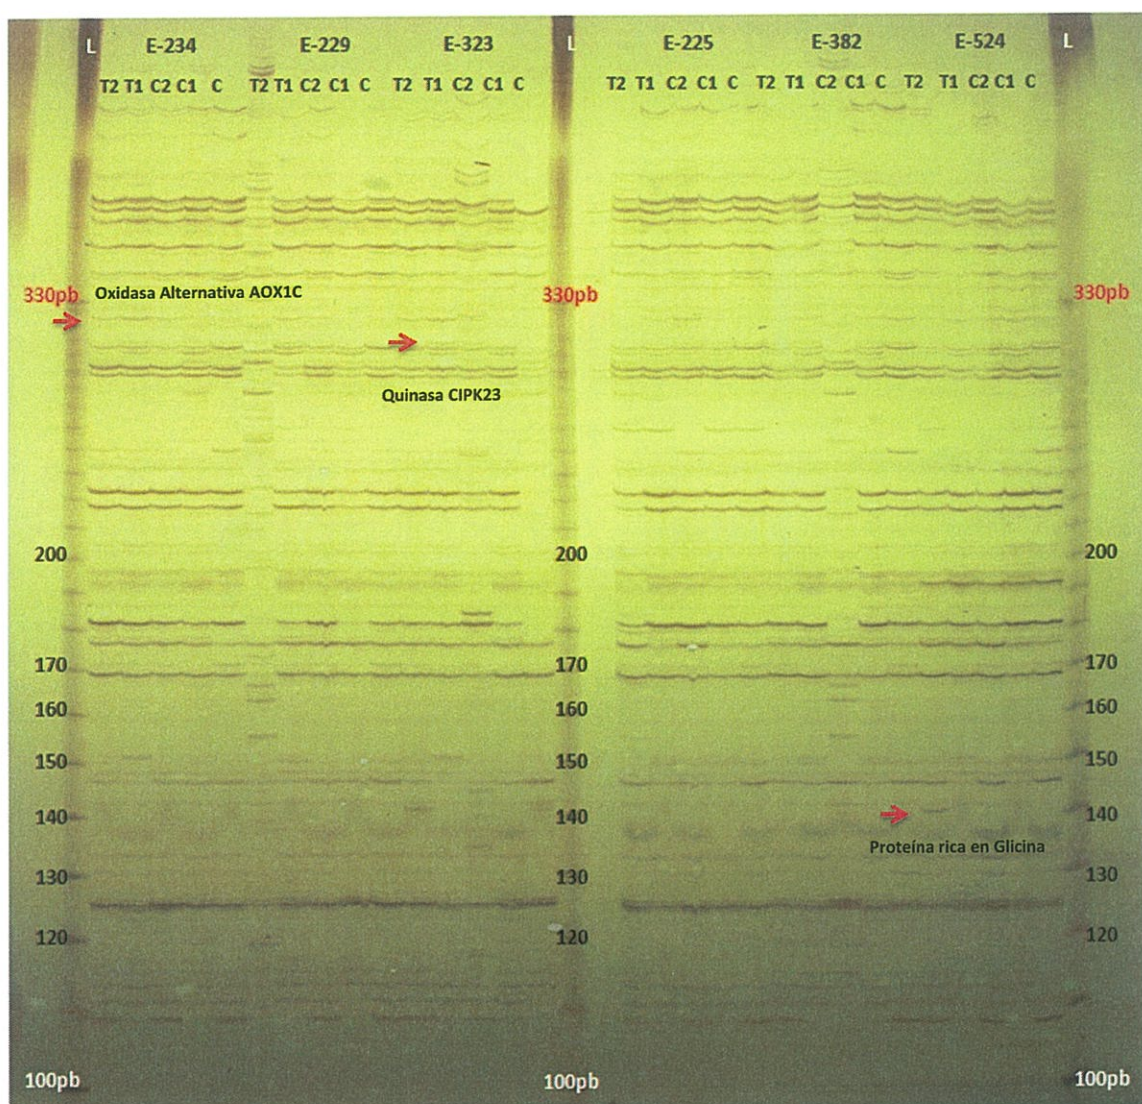 L E-234 E-229 E-323 L E-225 E-382 E-524 L
T2 T1 C2 C1 C T2 T1 C2 C1 C T2 T1 C2 C1 C T2 T1 C2 C1 C T2 T1 C2 C1 C T2 T1 C2 C1 C
330pb Oxidasa Alternativa AOX1C 330pb 330pb
Quinasa CIPK23
200 200 200
170 170 170
160 160 160
150 150 150
140 140 140
Proteína rica en Glicina
130 130 130
120 120 120
100pb 100pb 100pb